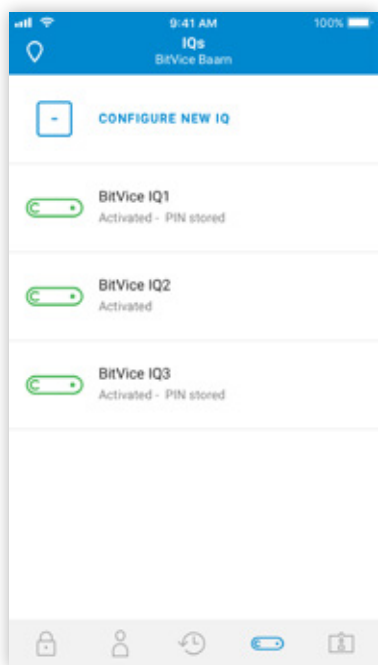 9:41 AM
100%
IQs
BitVice Baarn
CONFIGURE NEW IQ
BitVice IQ1
Activated - PIN stored
BitVice IQ2
Activated
BitVice IQ3
Activated - PIN stored